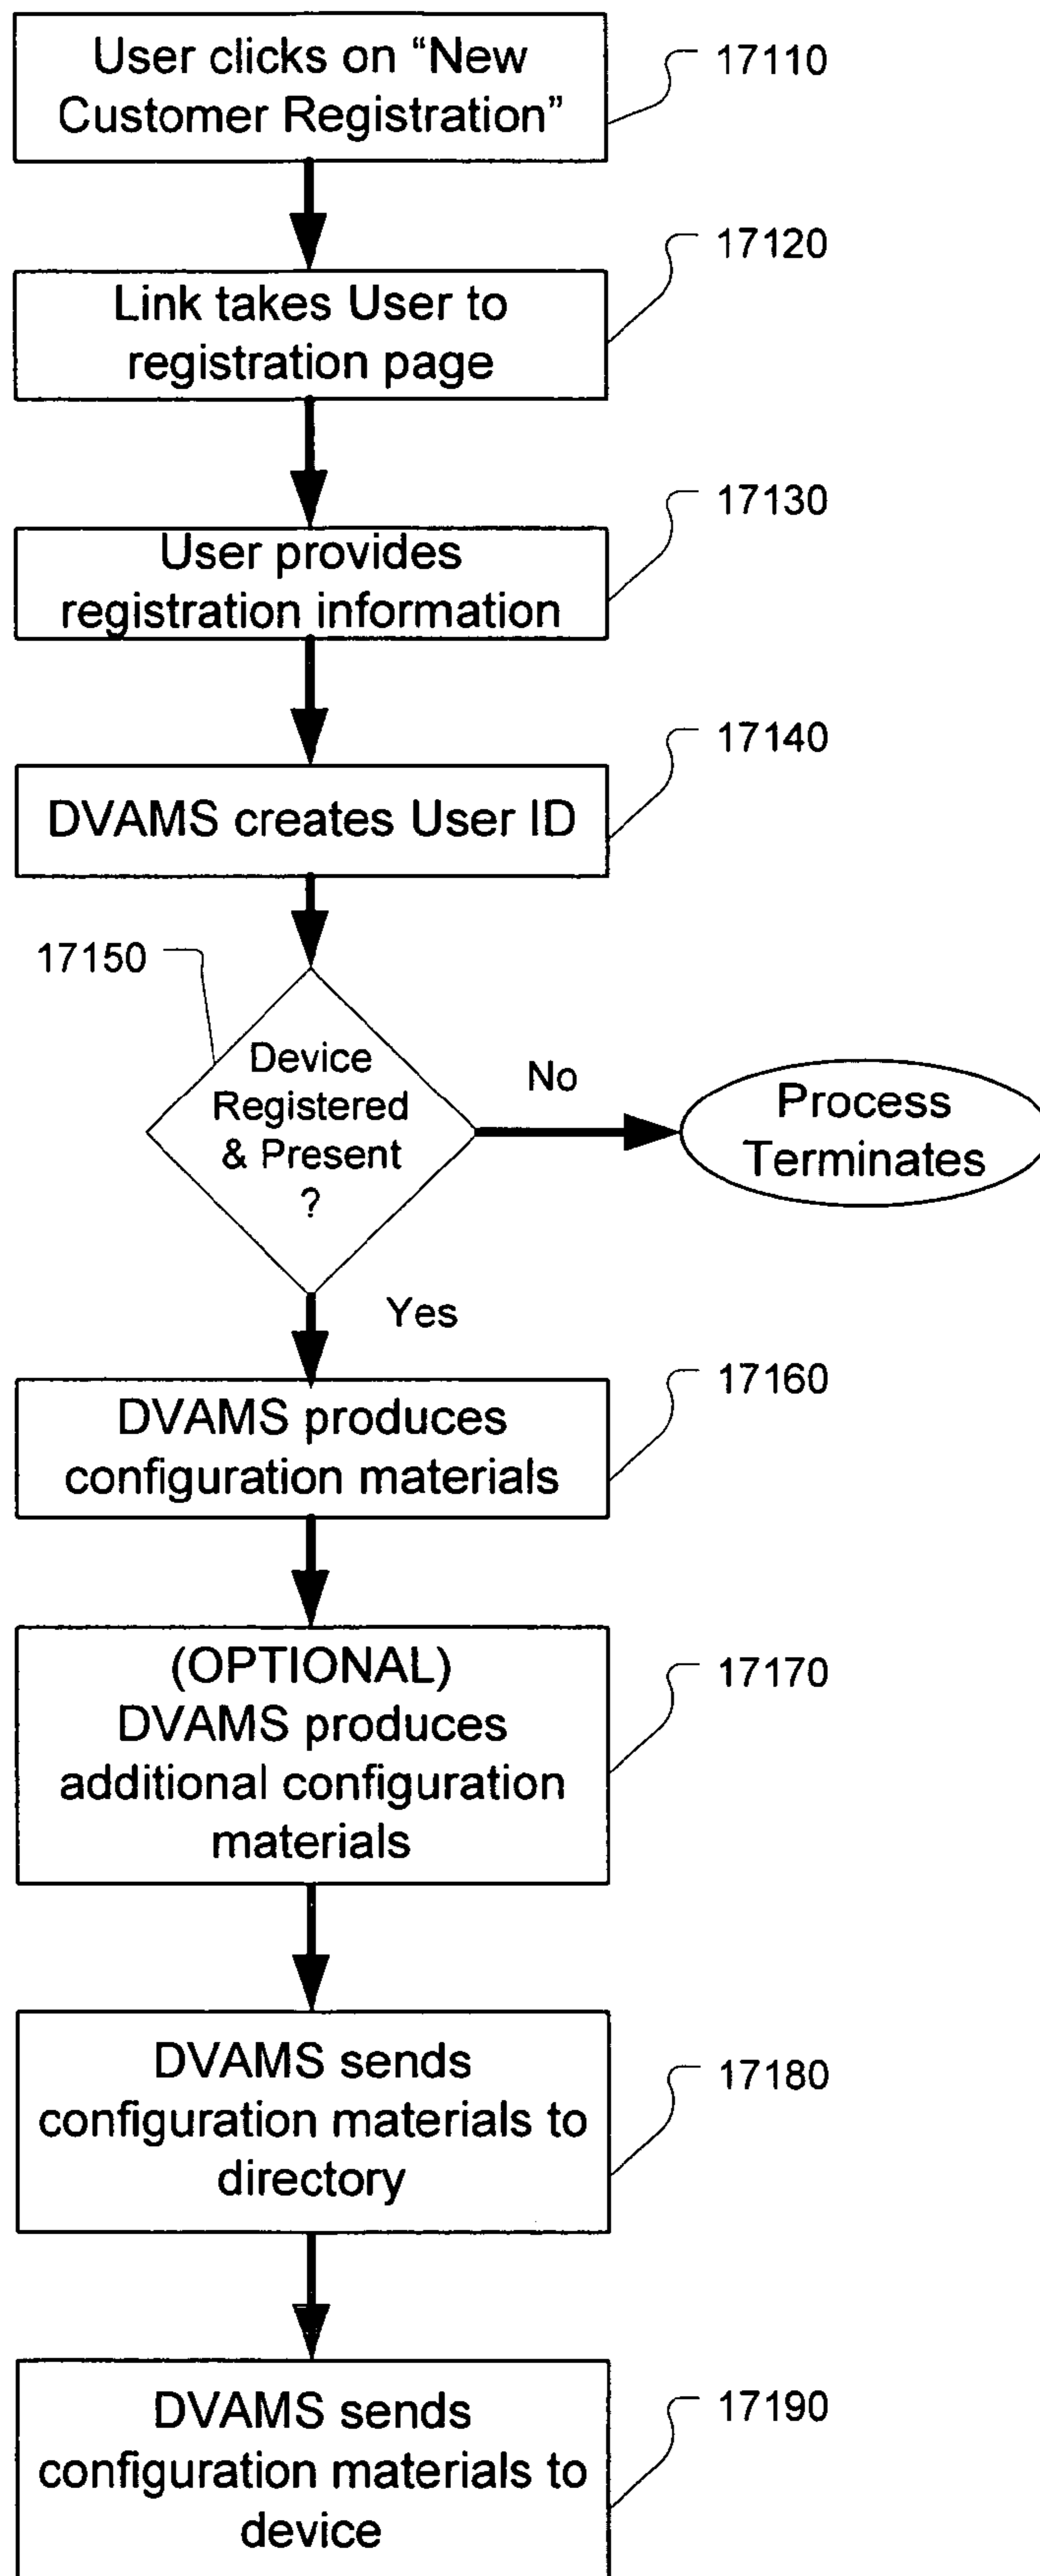 User clicks on “New
Customer Registration”
17110
Link takes User to
registration page
17120
User provides
registration information
17130
DVAMS creates User ID
17140
17150
Device
Registered
& Present
?
No
Process
Terminates
Yes
DVAMS produces
configuration materials
17160
(OPTIONAL)
DVAMS produces
additional configuration
materials
17170
DVAMS sends
configuration materials to
directory
17180
DVAMS sends
configuration materials to
device
17190